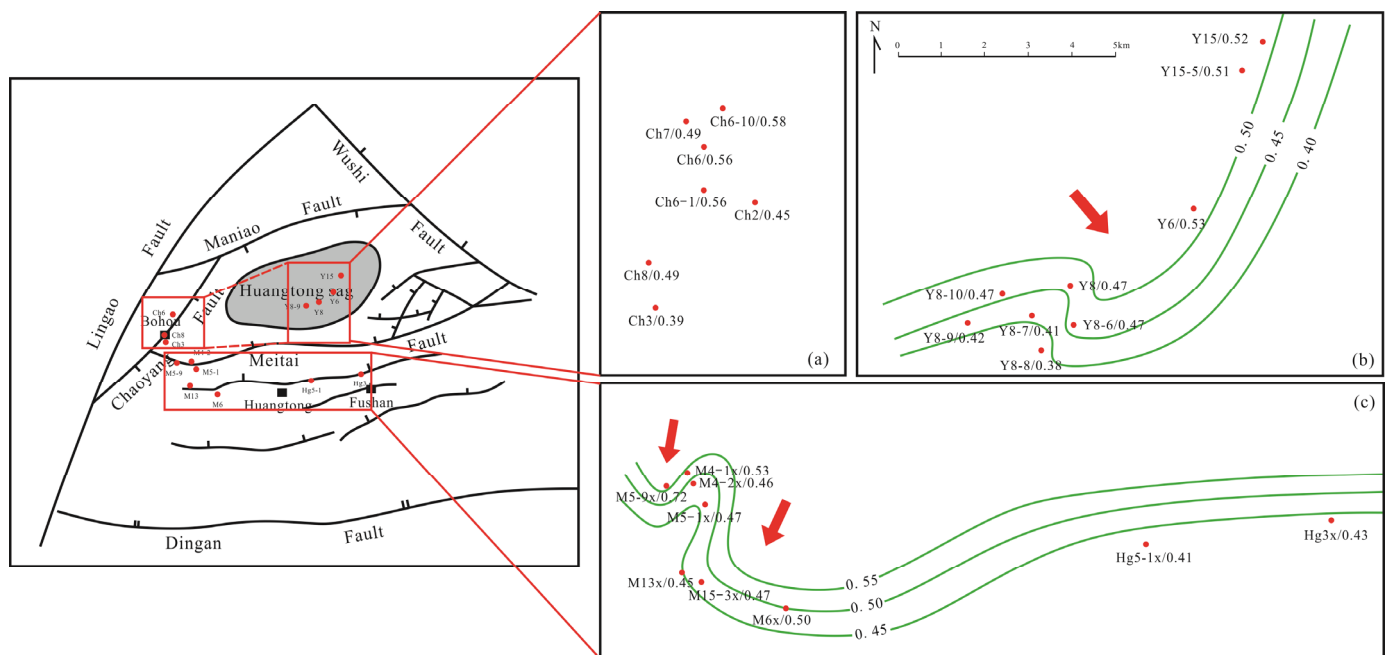 Wushi
Fault
Fault
Maniao
Fault
Fault
Lingao
Fault
Chaoyang
Y15
Huangtong Sag
Y6
Y8-9
Y8
Ch6
Bohou
Ch8
Ch3
Meitai
Fault
M5-9
M5-1
M13
M6
Hg5-1
Hg3
Huangtong
Fushan
Dingan
Fault
Ch6-10/0.58
Ch7/0.49
Ch6/0.56
Ch6-1/0.56
Ch2/0.45
Ch8/0.49
Ch3/0.39
(a)
N
0 1 2 3 4 5km
Y15/0.52
Y15-5/0.51
0.50
0.45
0.40
Y6/0.53
Y8/0.47
Y8-10/0.47
Y8-7/0.41
Y8-6/0.47
Y8-9/0.42
Y8-8/0.38
(b)
(c)
M4-1x/0.53
M4-2x/0.46
M5-9x/0.72
M5-1x/0.47
M13x/0.45
M15-3x/0.47
M6x/0.50
0.55
0.50
0.45
Hg5-1x/0.41
Hg3x/0.43